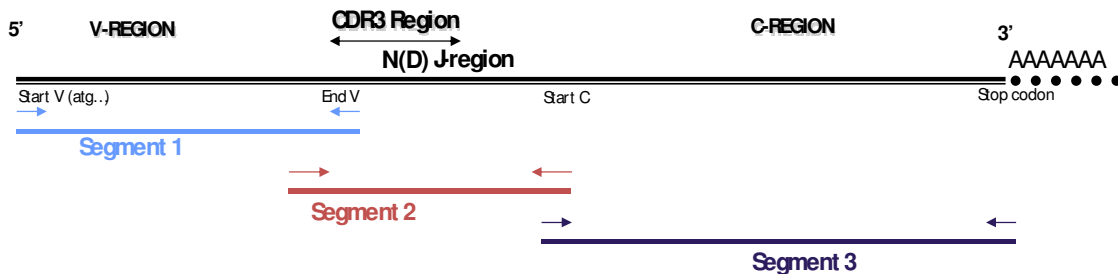 5’ V-REGION CDR3 Region C-REGION 3’
N(D) J-region AAAAAAA
Start V (atg...) End V Start C Stop codon
Segment 1
Segment 2
Segment 3